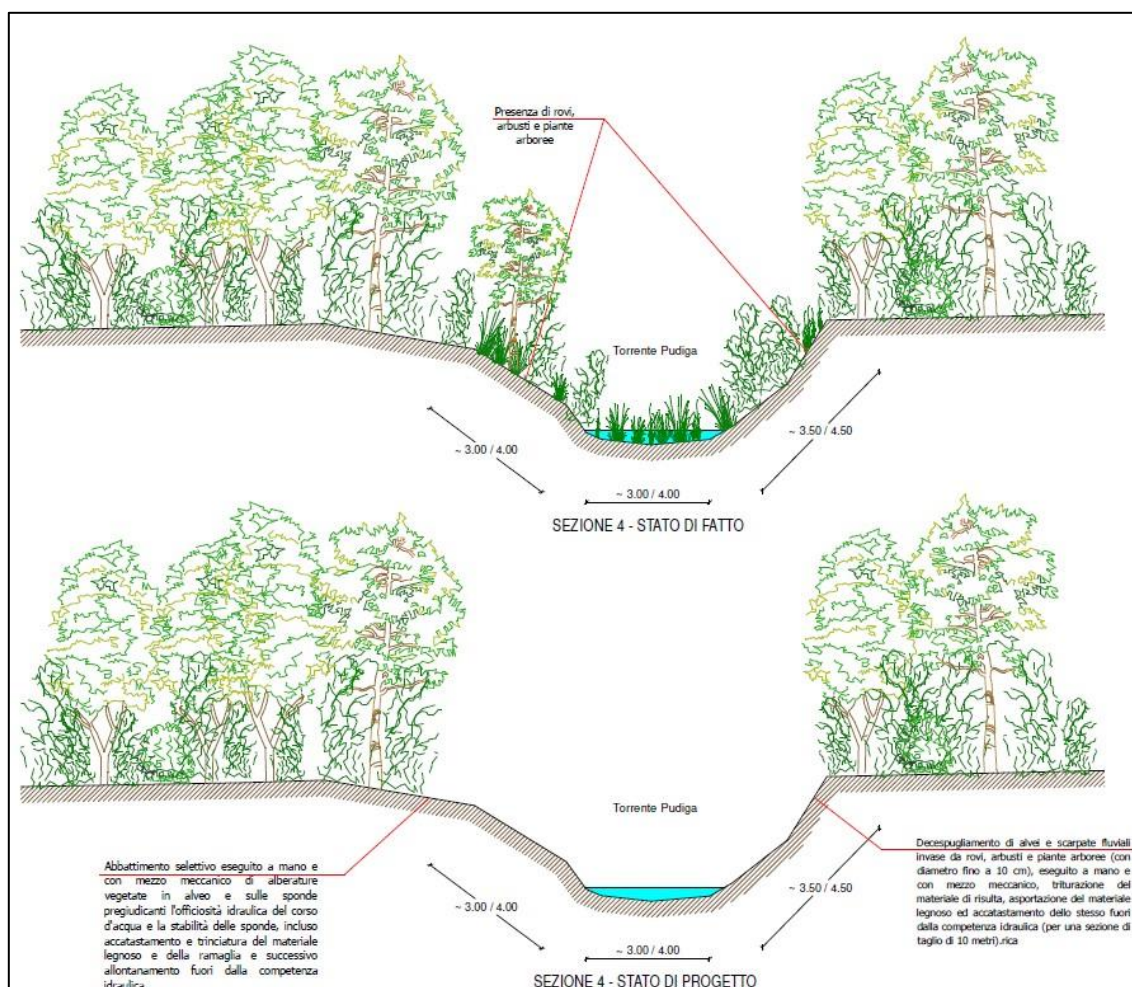 Presenza di rovi,
arbusti e piante
arboree
Torrente Pudiga
~ 3.00 / 4.00
~ 3.50 / 4.50
~ 3.00 / 4.00
SEZIONE 4 - STATO DI FATTO
Torrente Pudiga
Abbattimento selettivo eseguito a mano e
con mezzo meccanico di alberature
vegetate in alveo e sulle sponde
pregiudicanti l'officiosità idraulica del corso
d'acqua e la stabilità delle sponde, incluso
accatastamento e trinciatura del materiale
legnoso e della ramaglia e successivo
allontanamento fuori dalla competenza
idraulica
Decespugliamento di alvei e scarpate fluviali
invase da rovi, arbusti e piante arboree (con
diametro fino a 10 cm), eseguito a mano e
con mezzo meccanico, triturazione del
materiale di risulta, asportazione del materiale
legnoso ed accatastamento dello stesso fuori
dalla competenza idraulica (per una sezione di
taglio di 10 metri).rica
~ 3.00 / 4.00
~ 3.50 / 4.50
~ 3.00 / 4.00
SEZIONE 4 - STATO DI PROGETTO